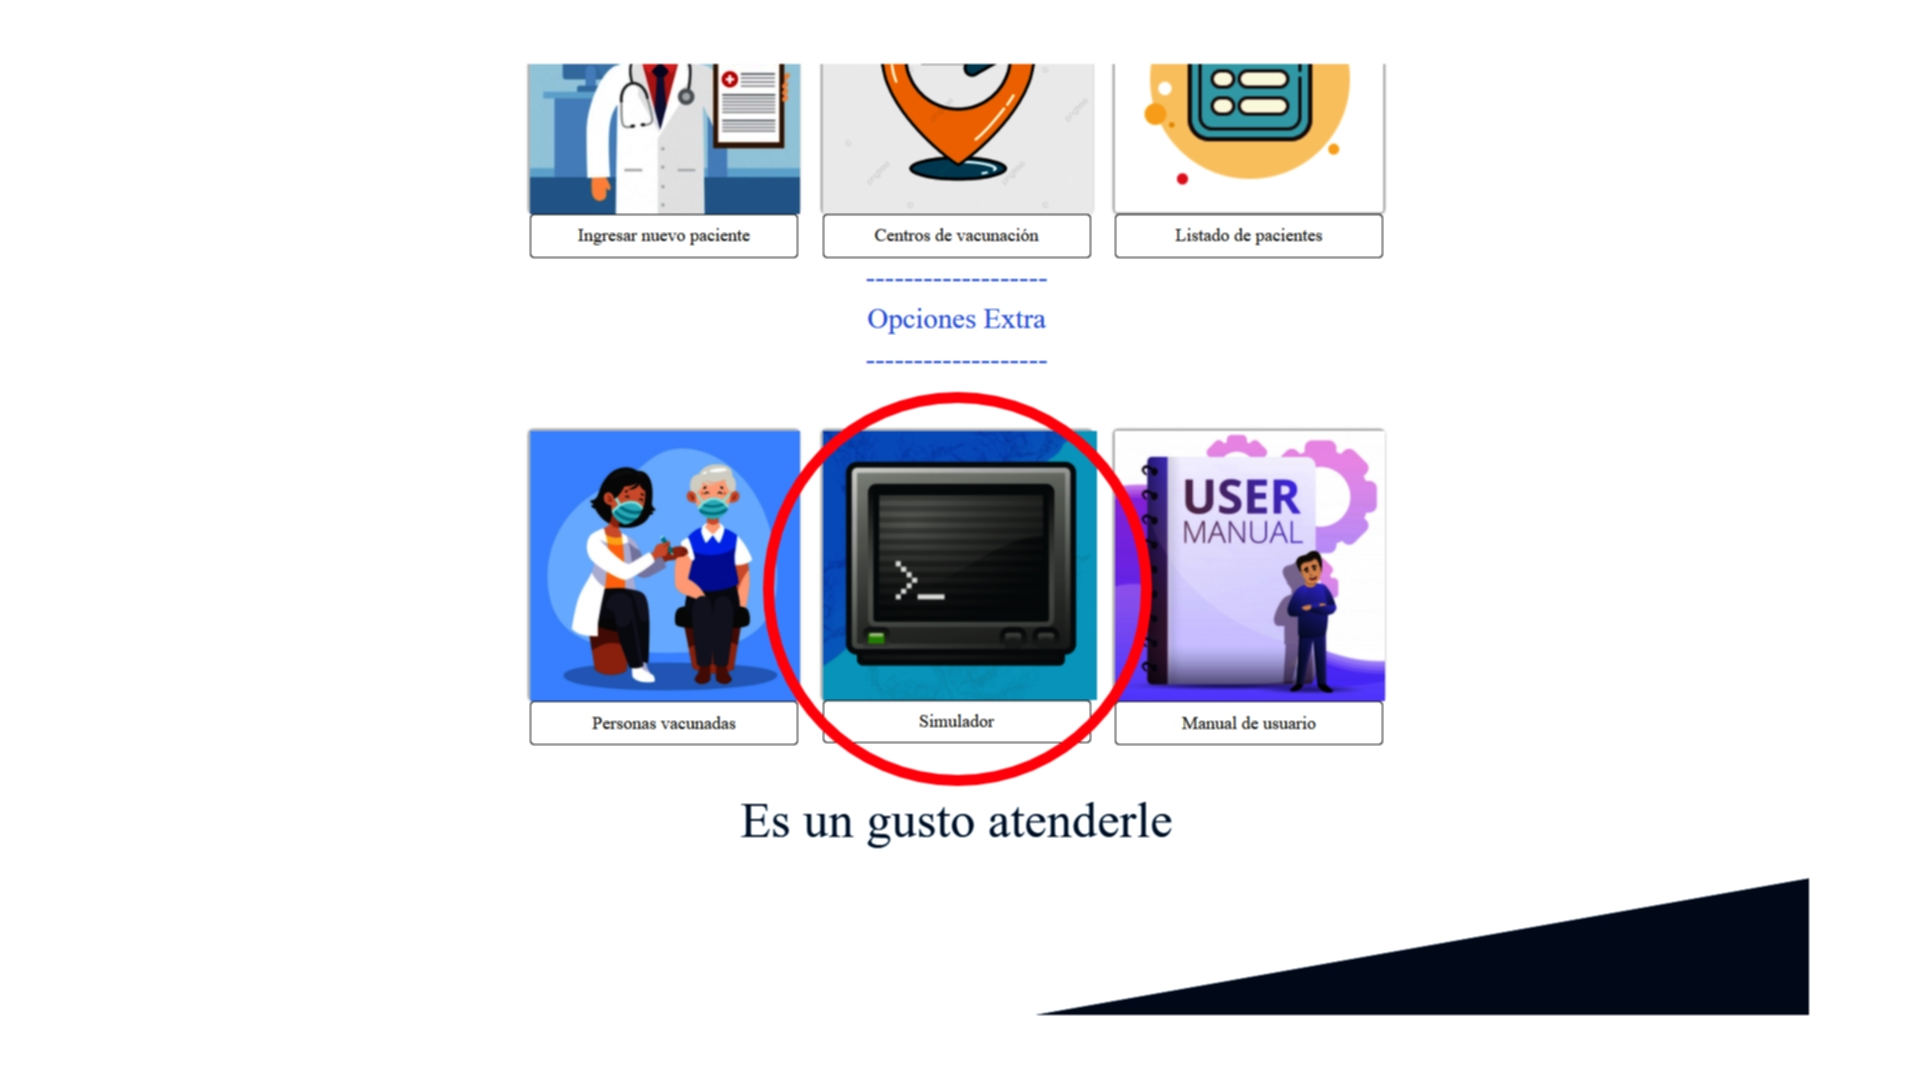 Ingresar nuevo paciente
Centros de vacunación
Listado de pacientes
-------------------
Opciones Extra
-------------------
USER
MANUAL
>_
Personas vacunadas
Simulador
Manual de usuario
Es un gusto atenderle